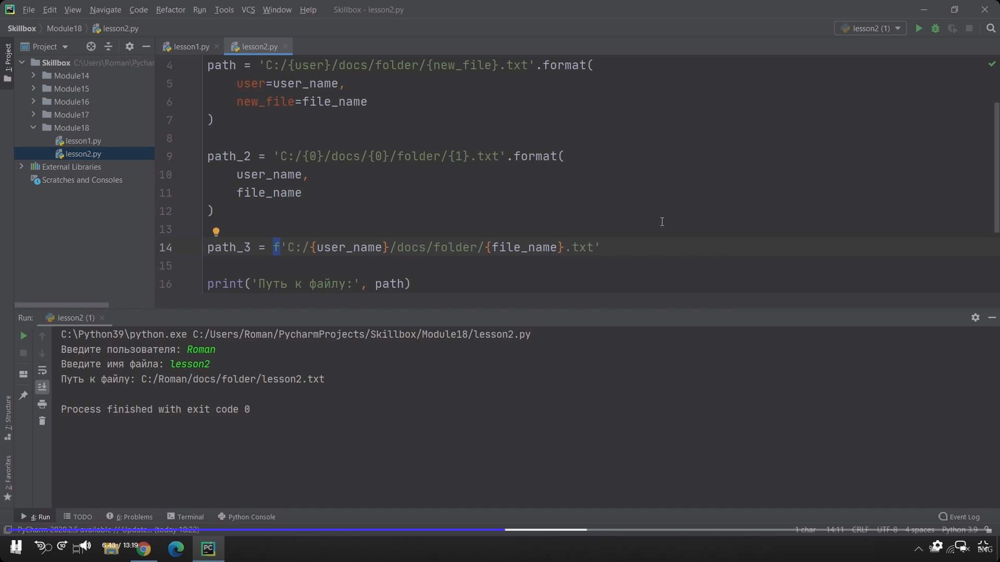 File Edit View Navigate Code Refactor Run Tools VCS Window Help Skillbox - lesson2.py
Skillbox Module18 lesson2.py lesson2 (1)
Project lesson1.py lesson2.py
1: Project
Skillbox C:\Users\Roman\Pychar
Module14
Module15
Module16
Module17
Module18
lesson1.py
lesson2.py
External Libraries
Scratches and Consoles
4 path = 'C:/{user}/docs/folder/{new_file}.txt'.format(
5 user=user_name,
6 new_file=file_name
7 )
8
9 path_2 = 'C:/{0}/docs/{0}/folder/{1}.txt'.format(
10 user_name,
11 file_name
12 )
13
14 path_3 = f'C:/{user_name}/docs/folder/{file_name}.txt'
15
16 print('Путь к файлу:', path)
Run: lesson2 (1)
C:\Python39\python.exe C:/Users/Roman/PycharmProjects/Skillbox/Module18/lesson2.py
Введите пользователя: Roman
Введите имя файла: lesson2
Путь к файлу: C:/Roman/docs/folder/lesson2.txt
Process finished with exit code 0
7: Structure
2: Favorites
4: Run TODO 6: Problems Terminal Python Console Event Log
PyCharm 2020.2.5 available // Update... (today 18:22) 1 char 14:11 CRLF UTF-8 4 spaces Python 3.9
10 10 6:43 / 13:19 PC ENG